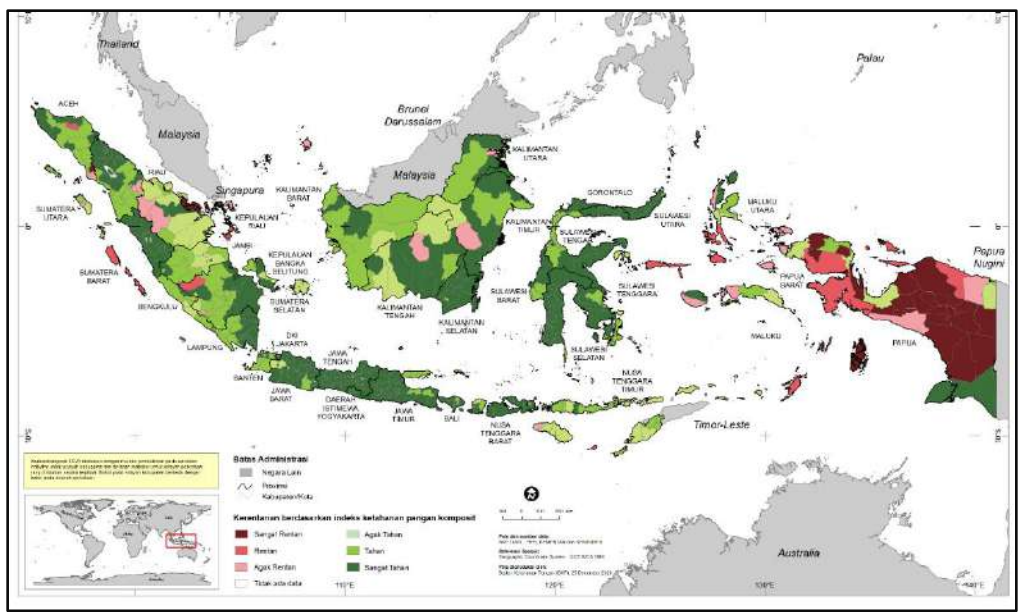 Thailand
Palau
ACEH
Brunei
Darussalam
Malaysia
KALIMANTAN
UTARA
Malaysia
RIAU
Singapura
KALIMANTAN
BARAT
GORONTALO
SUMATERA
UTARA
KEPULAUAN
RIAU
KALIMANTAN
TIMUR
SULAWESI
UTARA
MALUKU
UTARA
JAMBI
SULAWESI
TENGAH
Papua
Nugini
KEPULAUAN
BANGKA
BELITUNG
SUMATERA
BARAT
PAPUA
BARAT
SUMATERA
SELATAN
SULAWESI
BARAT
SULAWESI
TENGGARA
BENGKULU
KALIMANTAN
TENGAH
KALIMANTAN
SELATAN
MALUKU
PAPUA
LAMPUNG
DKI
JAKARTA
JAWA
TENGAH
SULAWESI
SELATAN
BANTEN
NUSA
TENGGARA
TIMUR
JAWA
BARAT
DAERAH
ISTIMEWA
YOGYAKARTA
JAWA
TIMUR
BALI
NUSA
TENGGARA
BARAT
Timor-Leste
Batas Administrasi
Negara Lain
Provinsi
Kabupaten/Kota
Kerentanan berdasarkan indeks ketahanan pangan komposit
Sangat Rentan
Agak Tahan
Rentan
Tahan
Agak Rentan
Sangat Tahan
Tidak ada data
Australia
110°E
120°E
130°E
140°E